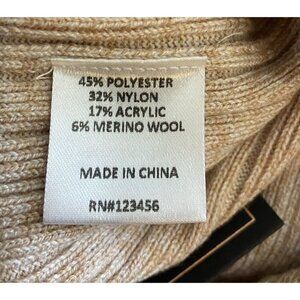 45% POLYESTER
32% NYLON
17% ACRYLIC
6% MERINO WOOL
MADE IN CHINA
RN#123456